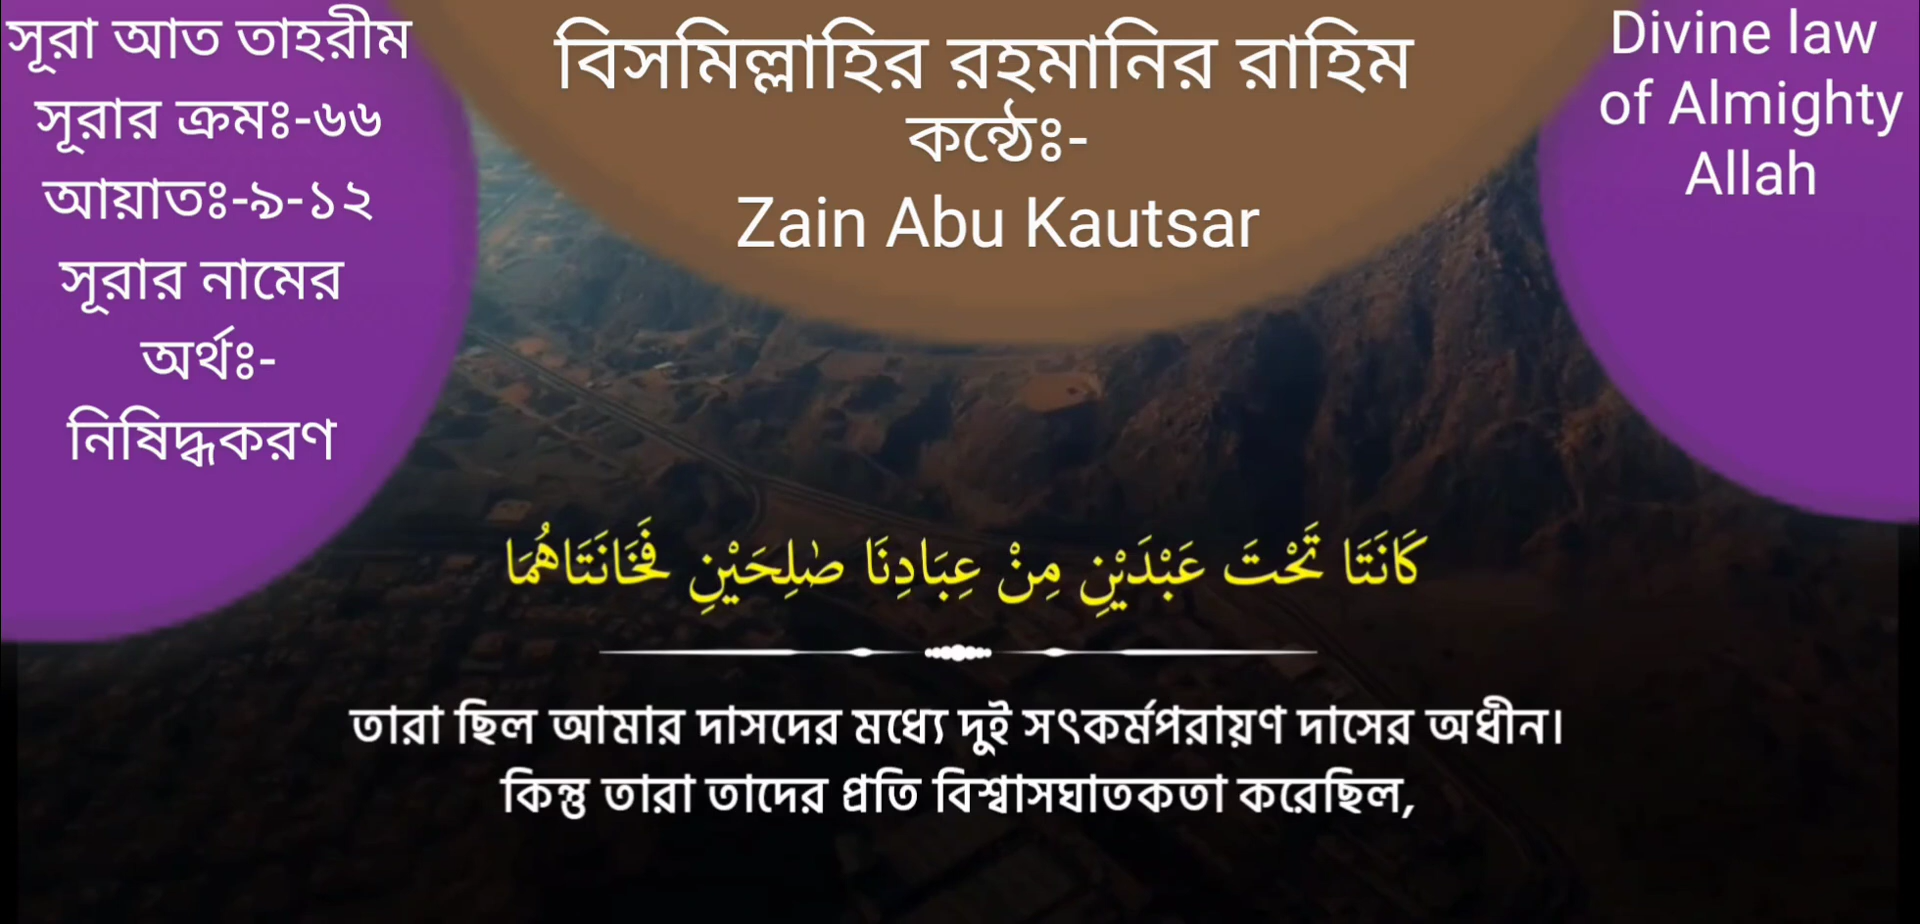 সূরা আত তাহরীম
সূরার ক্রমঃ-৬৬
আয়াতঃ-৯-১২
সূরার নামের
অর্থঃ-
নিষিদ্ধকরণ
বিসমিল্লাহির রহমানির রাহিম
কন্ঠেঃ-
Zain Abu Kautsar
Divine law
of Almighty
Allah
كَانَتَا تَحْتَ عَبْدَيْنِ مِنْ عِبَادِنَا صٰلِحَيْنِ فَخَانَتَاهُمَا
তারা ছিল আমার দাসদের মধ্যে দুই সৎকর্মপরায়ণ দাসের অধীন।
কিন্তু তারা তাদের প্রতি বিশ্বাসঘাতকতা করেছিল,